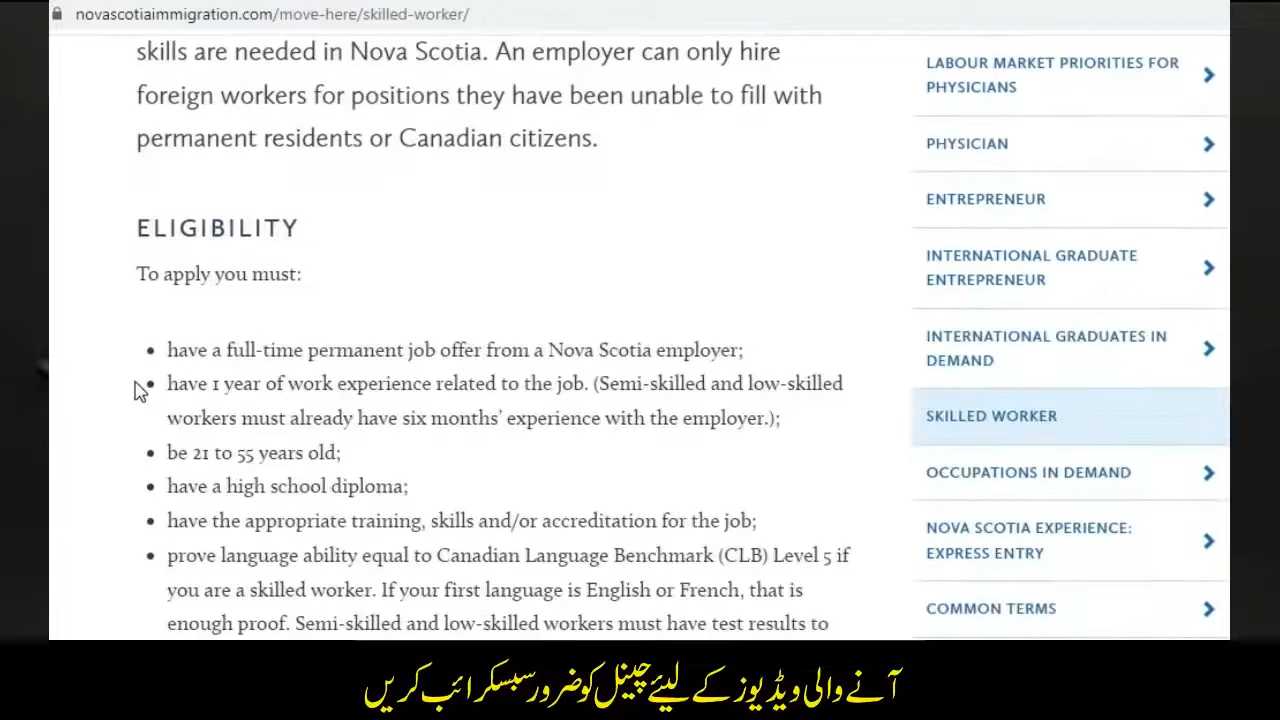 novascotiaimmigration.com/move-here/skilled-worker/
skills are needed in Nova Scotia. An employer can only hire
foreign workers for positions they have been unable to fill with
permanent residents or Canadian citizens.
ELIGIBILITY
To apply you must:
• have a full-time permanent job offer from a Nova Scotia employer;
• have 1 year of work experience related to the job. (Semi-skilled and low-skilled
workers must already have six months’ experience with the employer.);
• be 21 to 55 years old;
• have a high school diploma;
• have the appropriate training, skills and/or accreditation for the job;
• prove language ability equal to Canadian Language Benchmark (CLB) Level 5 if
you are a skilled worker. If your first language is English or French, that is
enough proof. Semi-skilled and low-skilled workers must have test results to
LABOUR MARKET PRIORITIES FOR
PHYSICIANS
PHYSICIAN
ENTREPRENEUR
INTERNATIONAL GRADUATE
ENTREPRENEUR
INTERNATIONAL GRADUATES IN
DEMAND
SKILLED WORKER
OCCUPATIONS IN DEMAND
NOVA SCOTIA EXPERIENCE:
EXPRESS ENTRY
COMMON TERMS
آنے والی ویڈیوز کے لیئے چینل کو ضرور سبسکرائب کریں